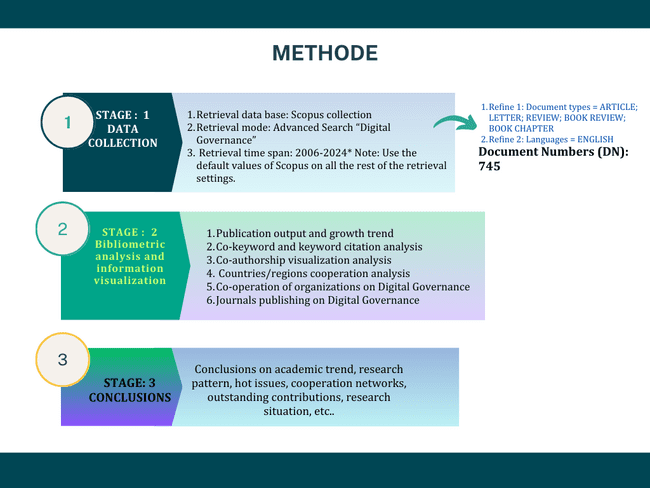 METHODE
1
STAGE : 1
DATA
COLLECTION
1.Retrieval data base: Scopus collection
2.Retrieval mode: Advanced Search “Digital
Governance”
3. Retrieval time span: 2006-2024* Note: Use the
default values of Scopus on all the rest of the retrieval
settings.
1.Refine 1: Document types = ARTICLE;
LETTER; REVIEW; BOOK REVIEW;
BOOK CHAPTER
2.Refine 2: Languages = ENGLISH
Document Numbers (DN):
745
2
STAGE : 2
Bibliometric
analysis and
information
visualization
1.Publication output and growth trend
2.Co-keyword and keyword citation analysis
3.Co-authorship visualization analysis
4. Countries/regions cooperation analysis
5.Co-operation of organizations on Digital Governance
6.Journals publishing on Digital Governance
3
STAGE: 3
CONCLUSIONS
Conclusions on academic trend, research
pattern, hot issues, cooperation networks,
outstanding contributions, research
situation, etc..